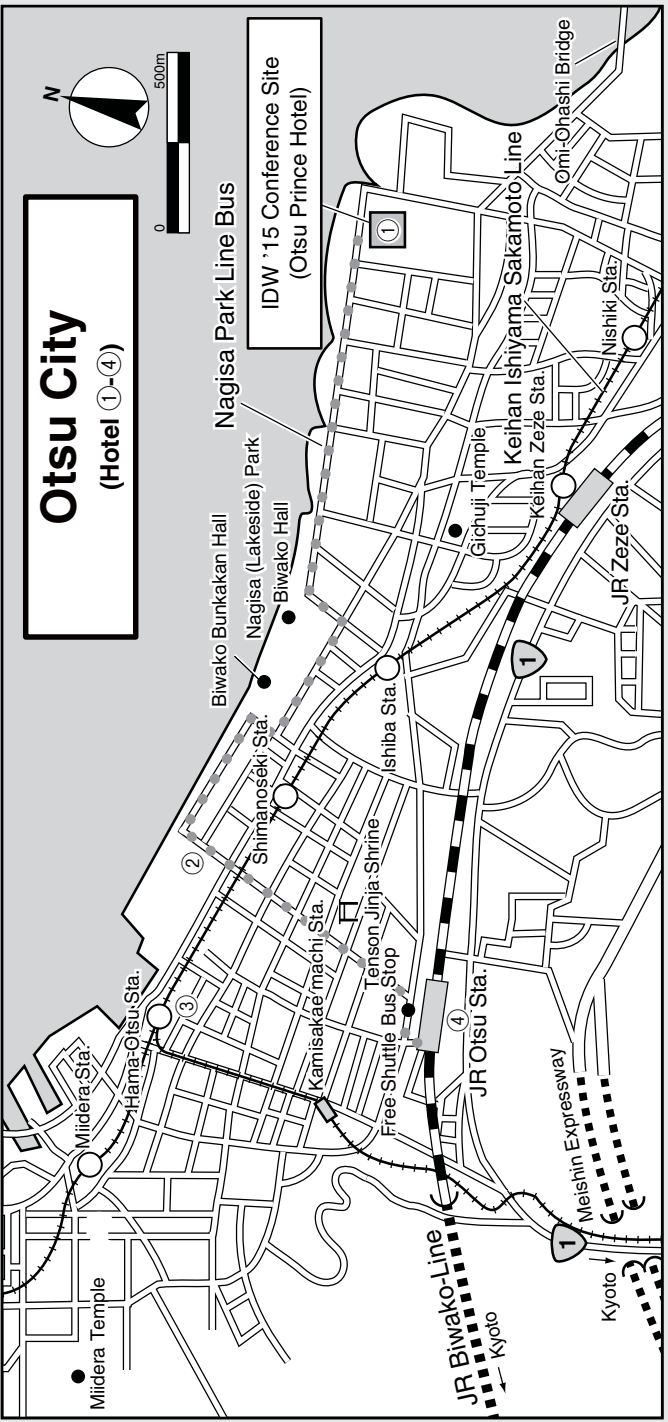 Otsu City
(Hotel ①-④)
N
0
500m
IDW ’15 Conference Site
(Otsu Prince Hotel)
①
Nagisa Park Line Bus
Omi-Ohashi Bridge
Keihan Ishiyama Sakamoto Line
Nishiki Sta.
Keihan Zeze Sta.
Gichuji Temple
JR Zeze Sta.
Biwako Bunkakan Hall
Nagisa (Lakeside) Park
Biwako Hall
Ishiba Sta.
1
Shimanoseki Sta.
②
Tenson Jinja Shrine
Kamisakae machi Sta.
Free Shuttle Bus Stop
Hama-Otsu Sta.
③
④
JR Otsu Sta.
Miidera Sta.
Miidera Temple
Meishin Expressway
1
Kyoto
JR Biwako-Line
Kyoto